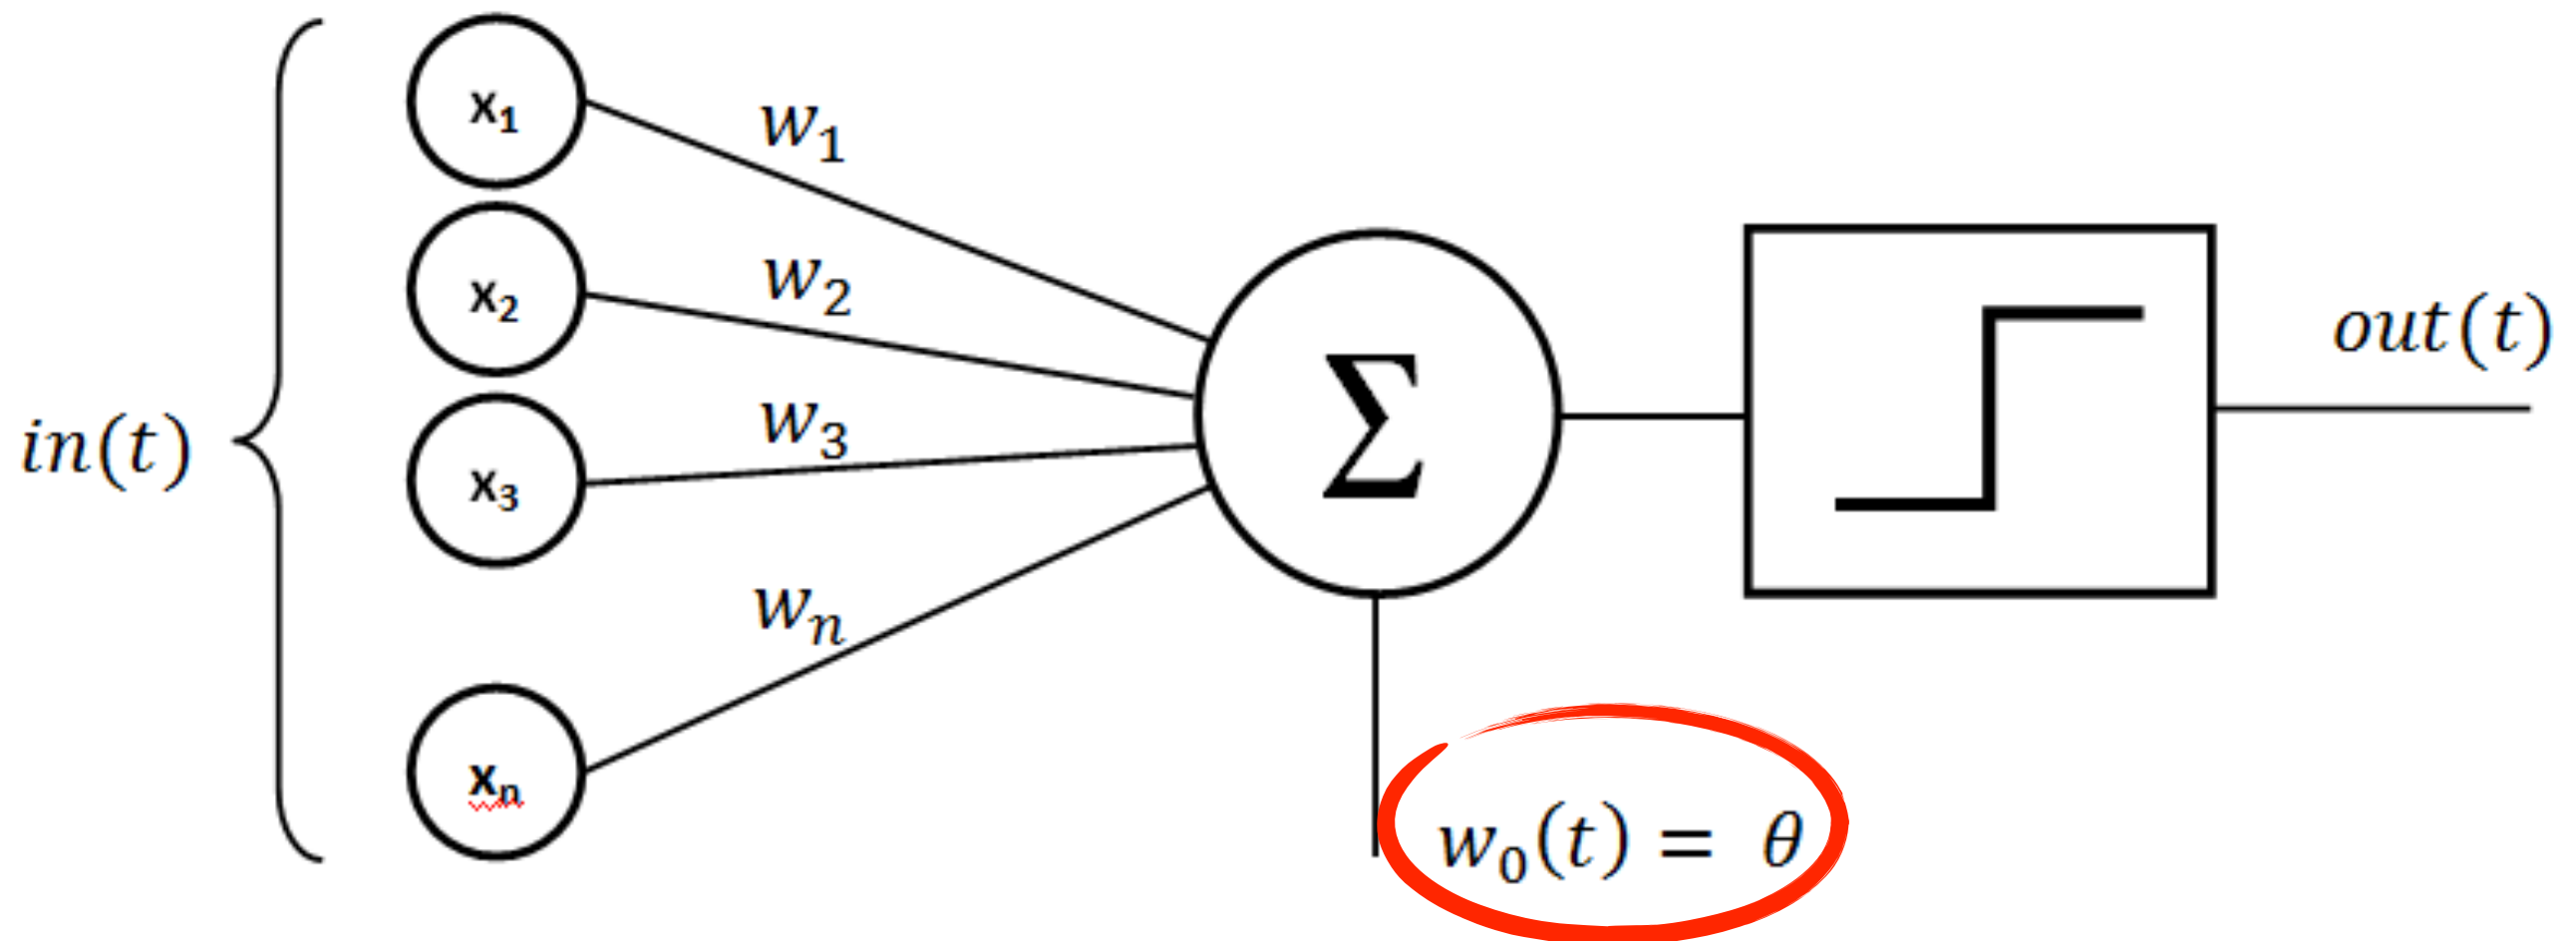 in(t)
x₁
x₂
x₃
xₙ
w₁
w₂
w₃
wₙ
Σ
w₀(t) = θ
out(t)